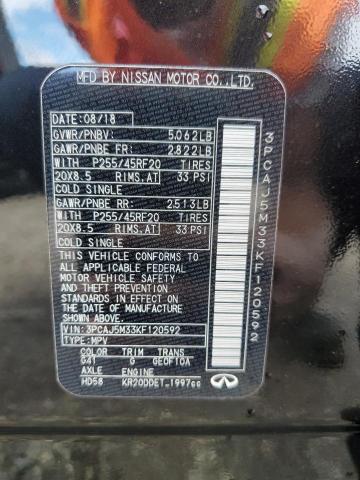 MFD BY NISSAN MOTOR CO.,LTD.
DATE: 08/18
GVWR/PNBV: 5,062LB
GAWR/PNBE FR: 2,822LB
WITH P255/45RF20 TIRES
20X8.5 RIMS,AT 33 PSI
COLD SINGLE
GAWR/PNBE RR: 2,513LB
WITH P255/45RF20 TIRES
20X8.5 RIMS,AT 33 PSI
COLD SINGLE
THIS VEHICLE CONFORMS
TO ALL APPLICABLE FEDERAL
MOTOR VEHICLE SAFETY
AND THEFT PREVENTION
STANDARDS IN EFFECT ON
THE DATE OF MANUFACTURE
SHOWN ABOVE.
VIN: 3PCAJ5M33KF120592
TYPE: MPV
COLOR TRIM TRANS
G41 G GEOF10A
AXLE ENGINE
HD58 KR20DDET_1997cc
3PCAJ5M33KF120592